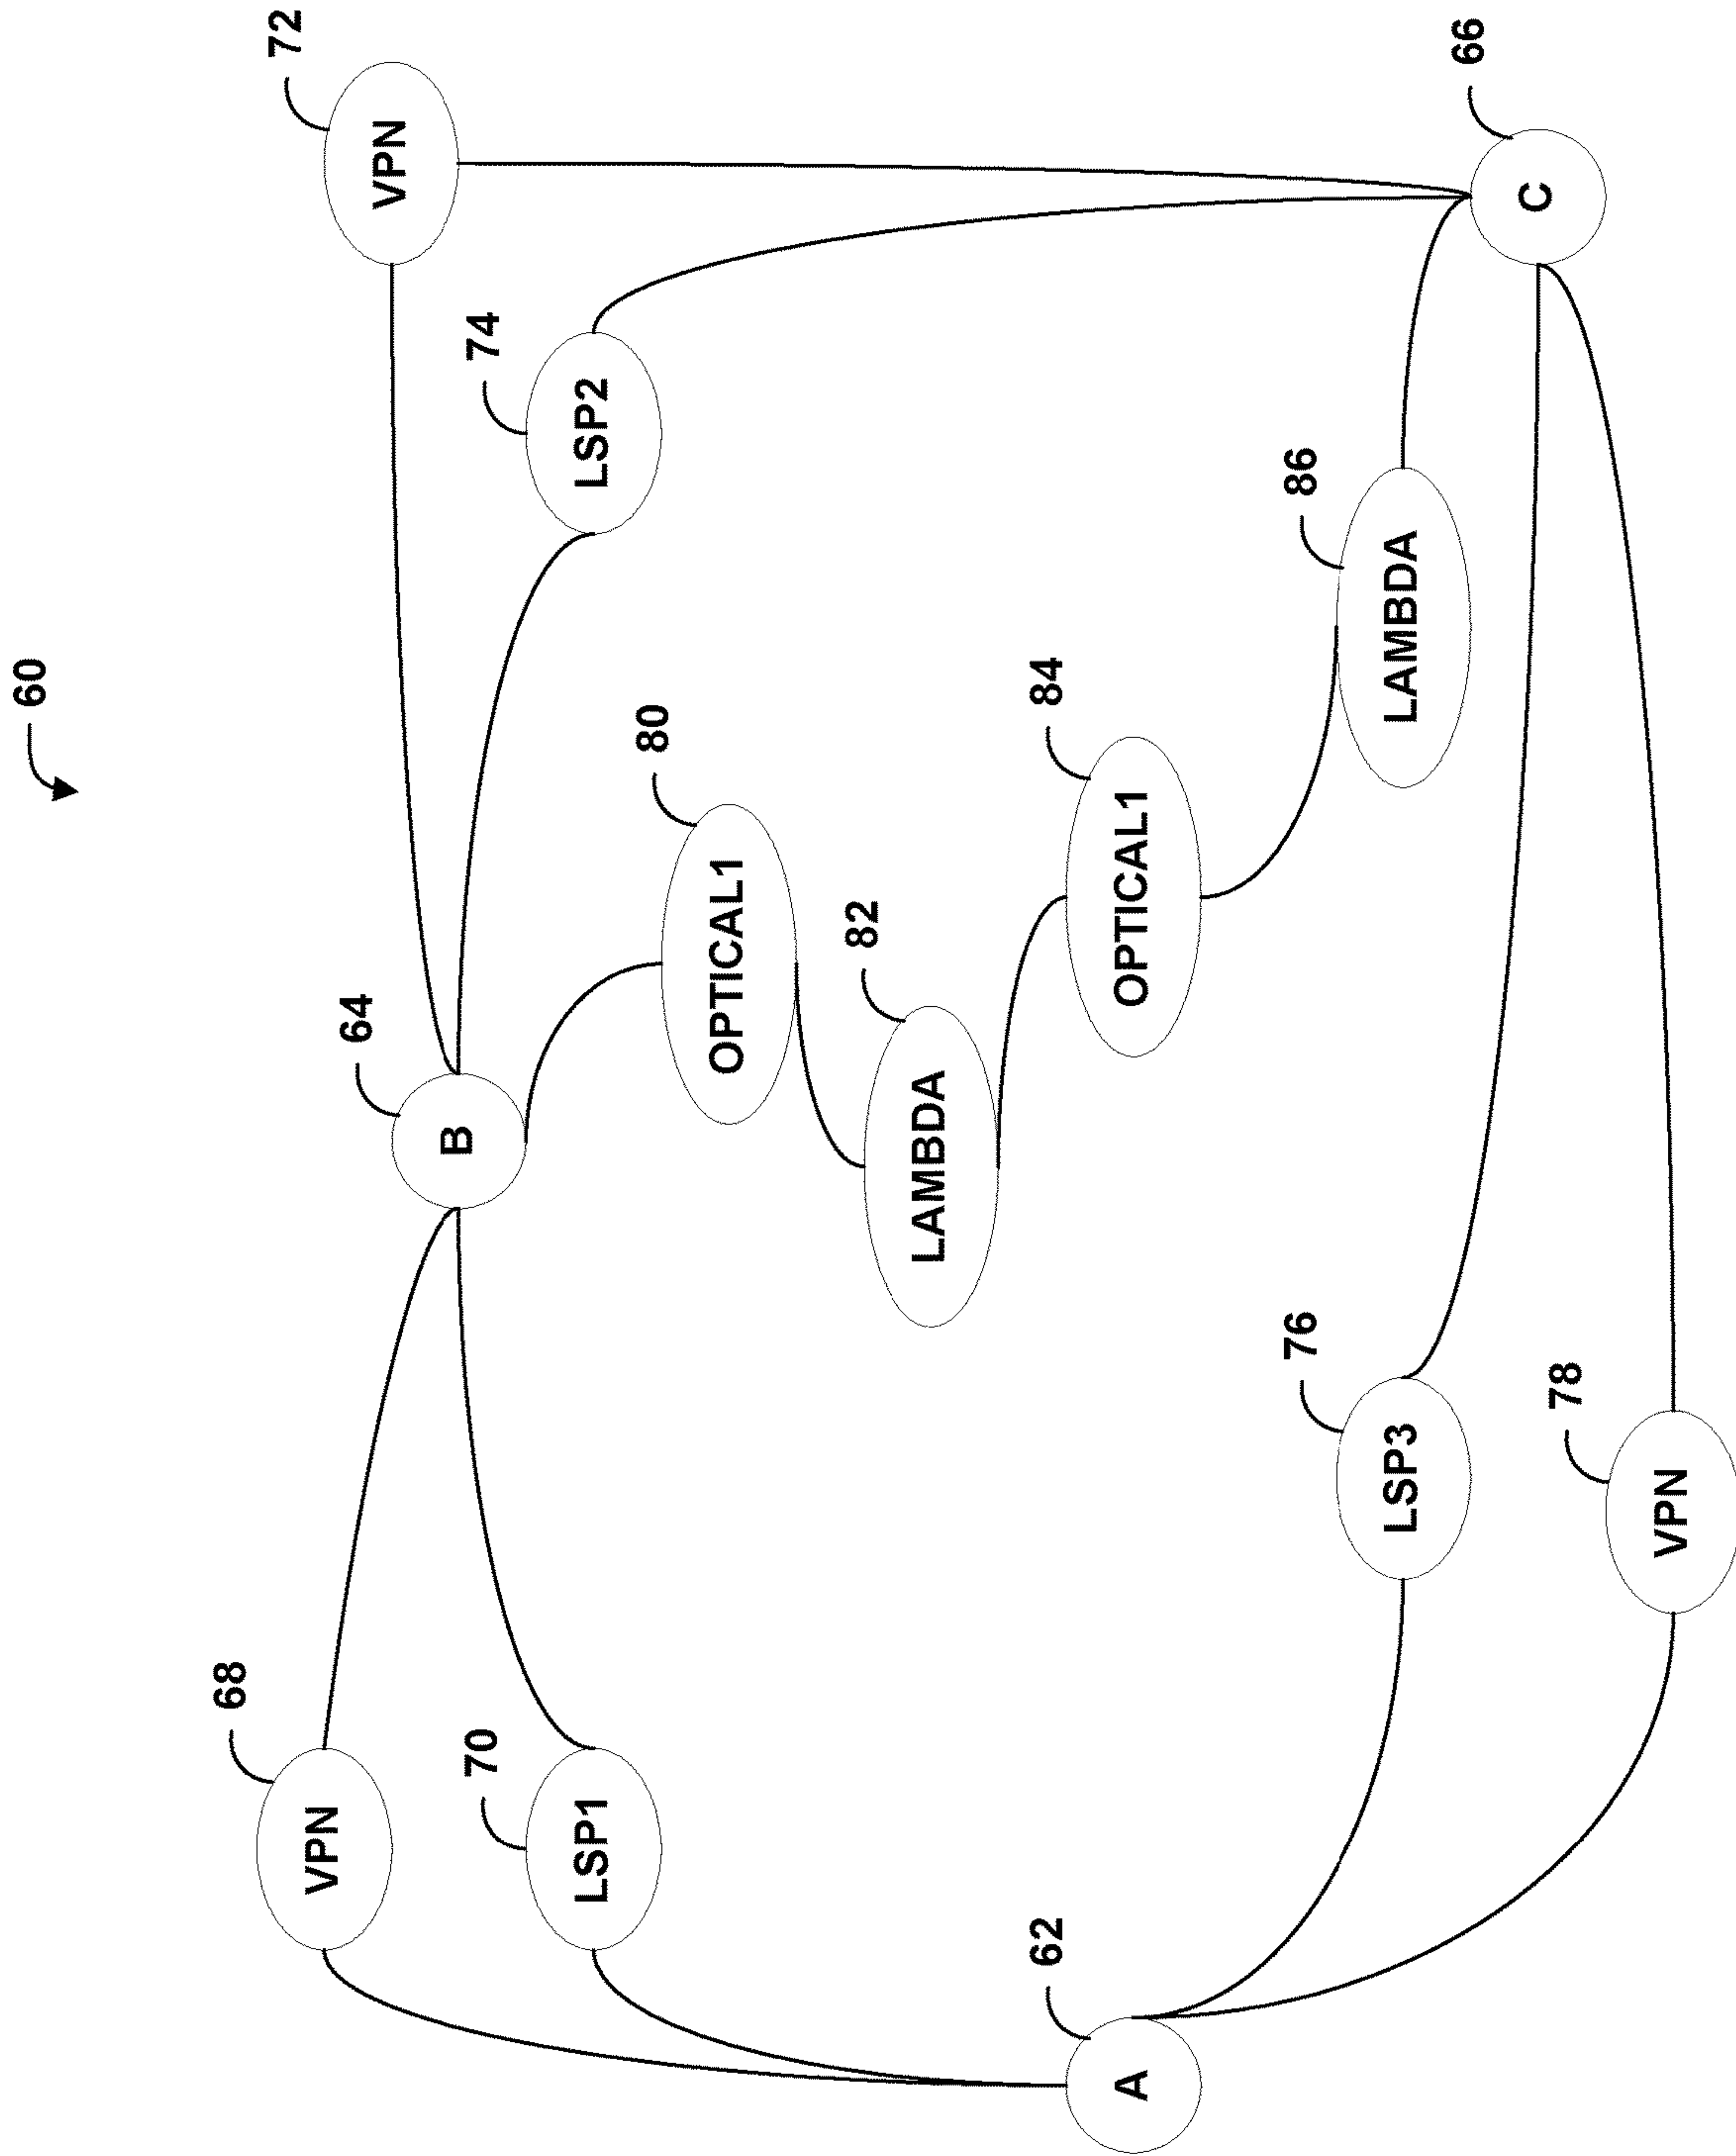 60
68
72
VPN
64
VPN
B
70
74
LSP1
LSP2
80
OPTICAL1
82
LAMBDA
62
84
A
OPTICAL1
76
86
LSP3
LAMBDA
66
C
78
VPN